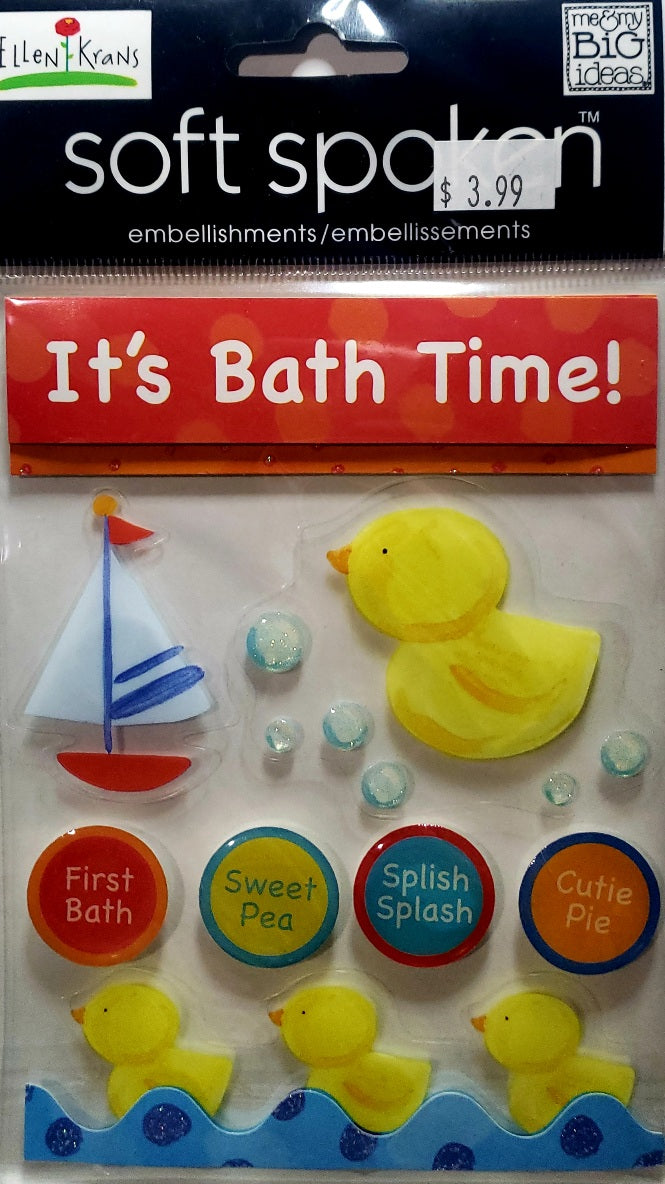 Ellen Krans
me&my
BiG
ideas
soft spoken™
$ 3.99
embellishments/embellissements
It's Bath Time!
First
Bath
Sweet
Pea
Splish
Splash
Cutie
Pie